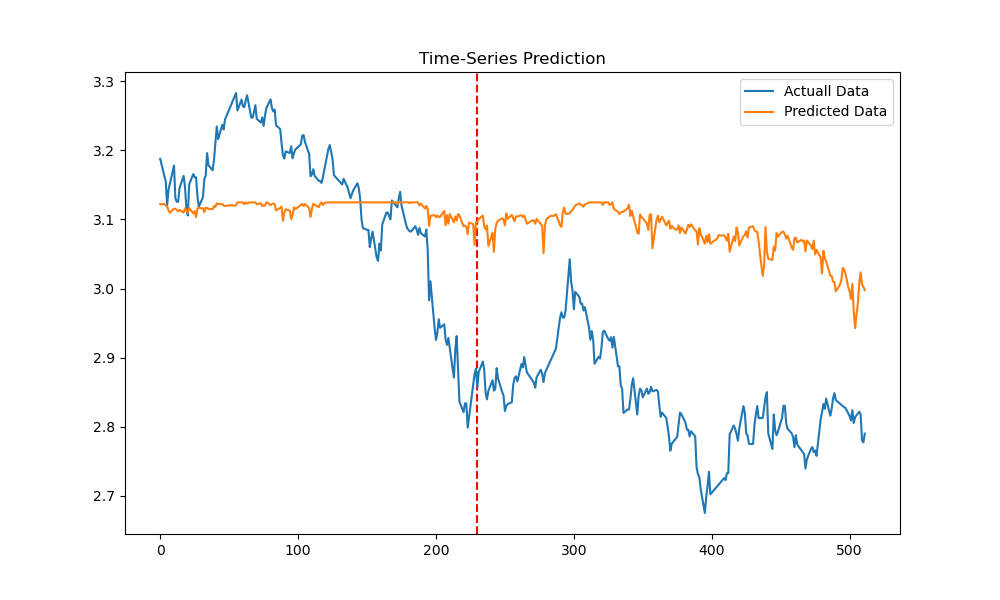 Time-Series Prediction
Actuall Data
Predicted Data
3.3
3.2
3.1
3.0
2.9
2.8
2.7
0 100 200 300 400 500